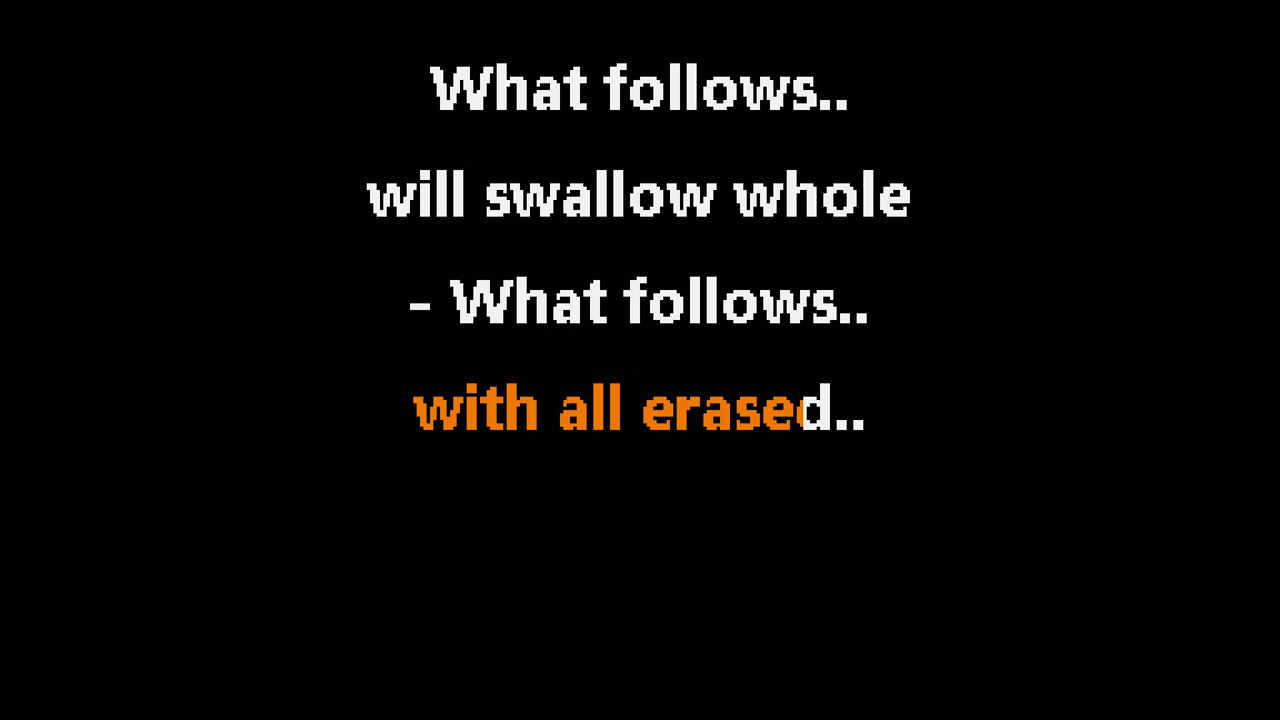 What follows..
will swallow whole
- What follows..
with all erased..